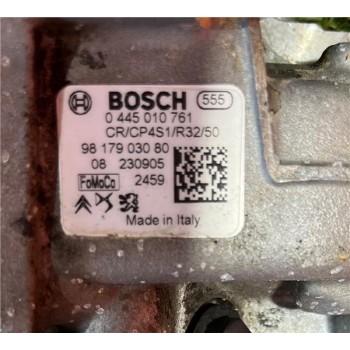 BOSCH 555
0 445 010 761
CR/CP4S1/R32/50
98 179 030 80
08 230905
FoMoCo 2459
Made in Italy